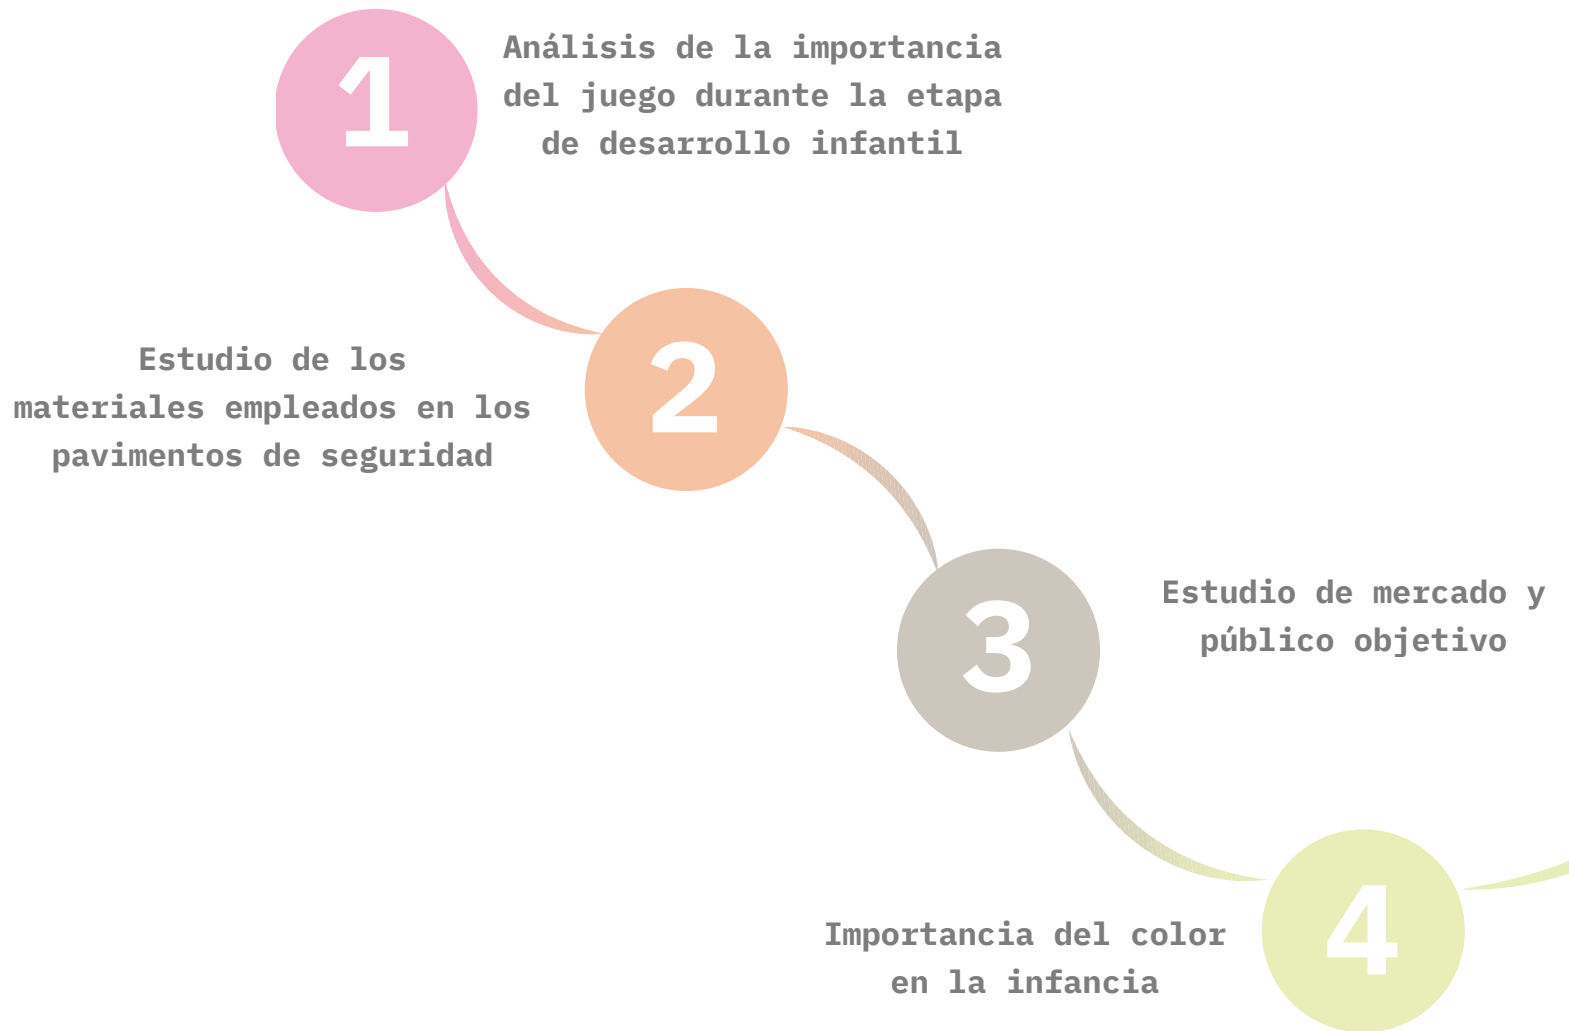 1
Análisis de la importancia
del juego durante la etapa
de desarrollo infantil
2
Estudio de los
materiales empleados en los
pavimentos de seguridad
3
Estudio de mercado y
público objetivo
4
Importancia del color
en la infancia